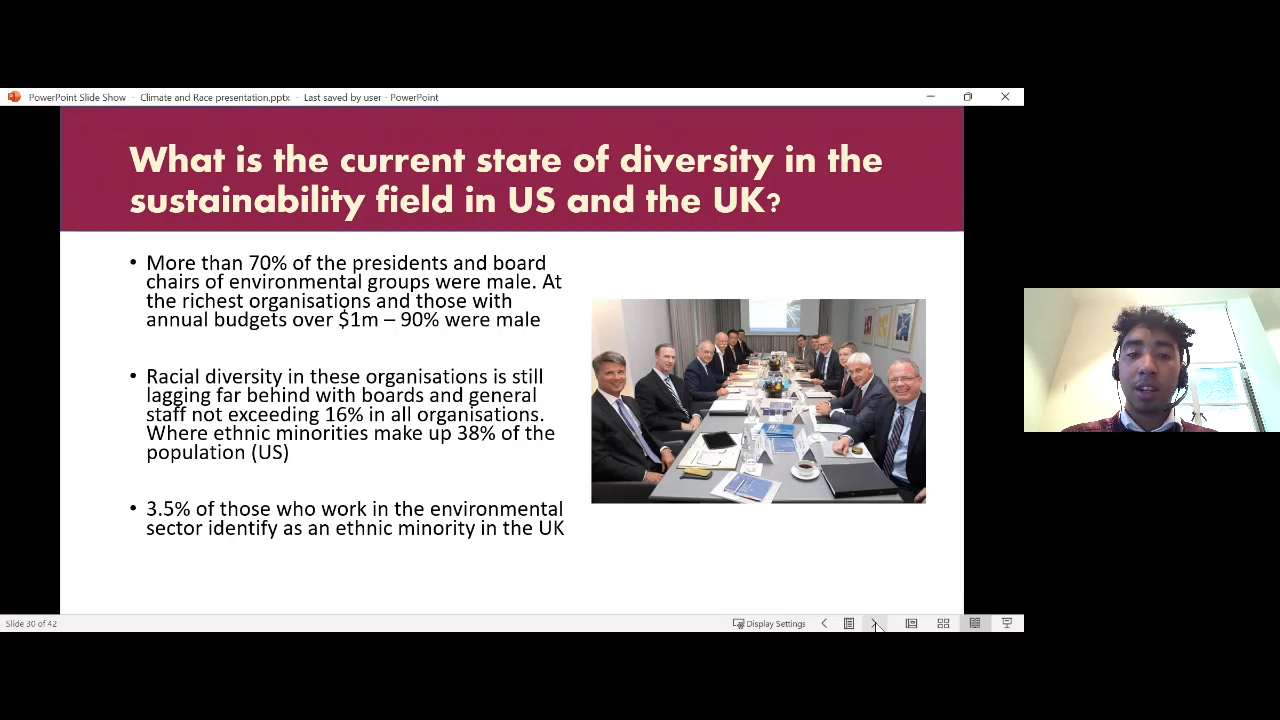 PowerPoint Slide Show - Climate and Race presentation.pptx - Last saved by user - PowerPoint
What is the current state of diversity in the
sustainability field in US and the UK?
• More than 70% of the presidents and board
chairs of environmental groups were male. At
the richest organisations and those with
annual budgets over $1m – 90% were male
• Racial diversity in these organisations is still
lagging far behind with boards and general
staff not exceeding 16% in all organisations.
Where ethnic minorities make up 38% of the
population (US)
• 3.5% of those who work in the environmental
sector identify as an ethnic minority in the UK
Slide 30 of 42
Display Settings